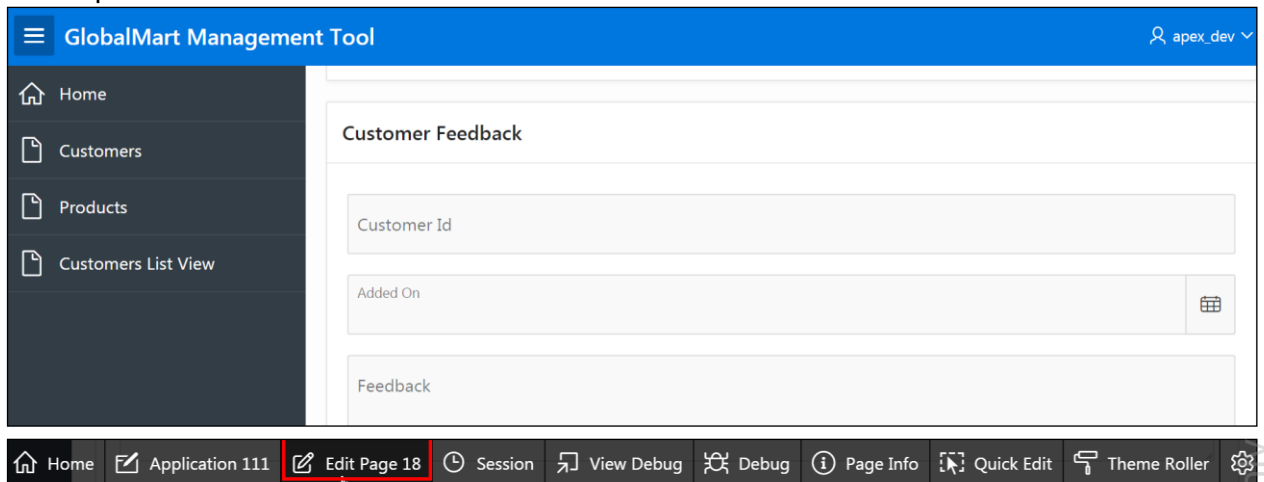 GlobalMart Management Tool apex_dev
Home
Customer Feedback
Customers
Products
Customer Id
Customers List View
Added On
Feedback
Home Application 111 Edit Page 18 Session View Debug Debug Page Info Quick Edit Theme Roller